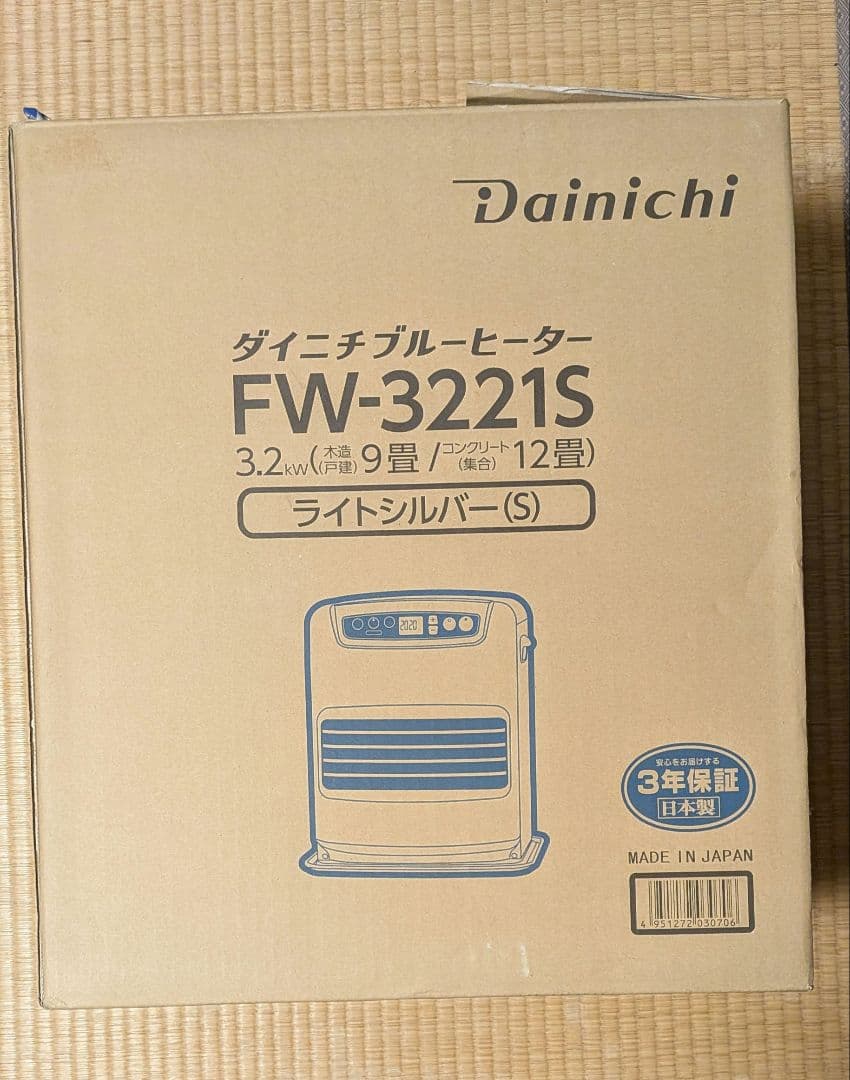 Dainichi
ダイニチブルーヒーター
FW-3221S
3.2kW(木造(戸建)9畳/コンクリート(集合)12畳)
ライトシルバー(S)
2020
安心をお届けする
3年保証
日本製
MADE IN JAPAN
4 951272 030706